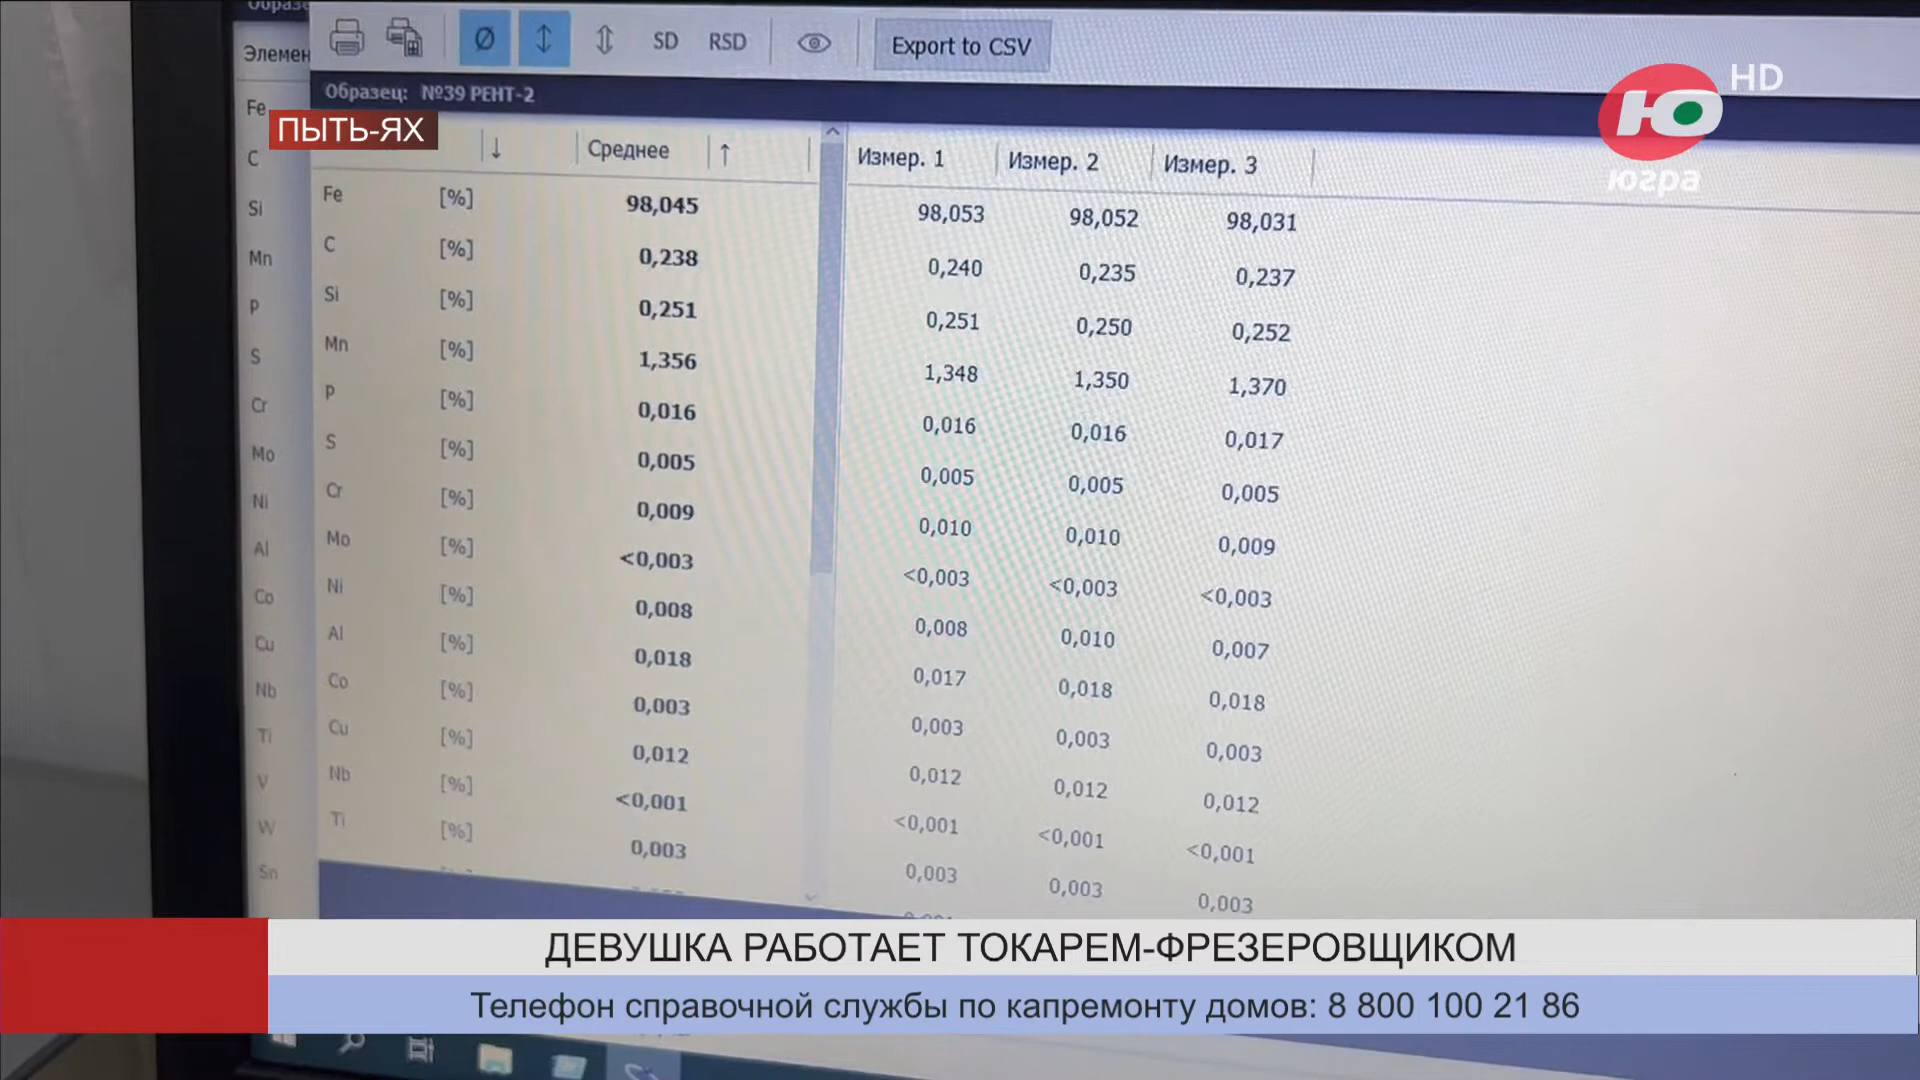 Образе
SD RSD Export to CSV
HD
Элемен
Образец: №39 РЕНТ-2
ПЫТЬ-ЯХ
югра
↓ Среднее ↑ Измер. 1 Измер. 2 Измер. 3
Fe [%] 98,045 98,053 98,052 98,031
C [%] 0,238 0,240 0,235 0,237
Si [%] 0,251 0,251 0,250 0,252
Mn [%] 1,356 1,348 1,350 1,370
P [%] 0,016 0,016 0,016 0,017
S [%] 0,005 0,005 0,005 0,005
Cr [%] 0,009 0,010 0,010 0,009
Mo [%] <0,003 <0,003 <0,003 <0,003
Ni [%] 0,008 0,008 0,010 0,007
Al [%] 0,018 0,017 0,018 0,018
Co [%] 0,003 0,003 0,003 0,003
Cu [%] 0,012 0,012 0,012 0,012
Nb [%] <0,001 <0,001 <0,001 <0,001
Ti [%] 0,003 0,003 0,003 0,003
Fe
C
Si
Mn
P
S
Cr
Mo
Ni
Al
Co
Cu
Nb
Ti
V
W
Sn
ДЕВУШКА РАБОТАЕТ ТОКАРЕМ-ФРЕЗЕРОВЩИКОМ
Телефон справочной службы по капремонту домов: 8 800 100 21 86